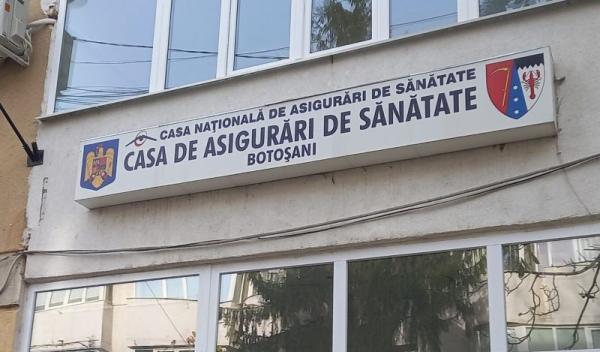 CASA NAȚIONALĂ DE ASIGURĂRI DE SĂNĂTATE
CASA DE ASIGURĂRI DE SĂNĂTATE
BOTOȘANI